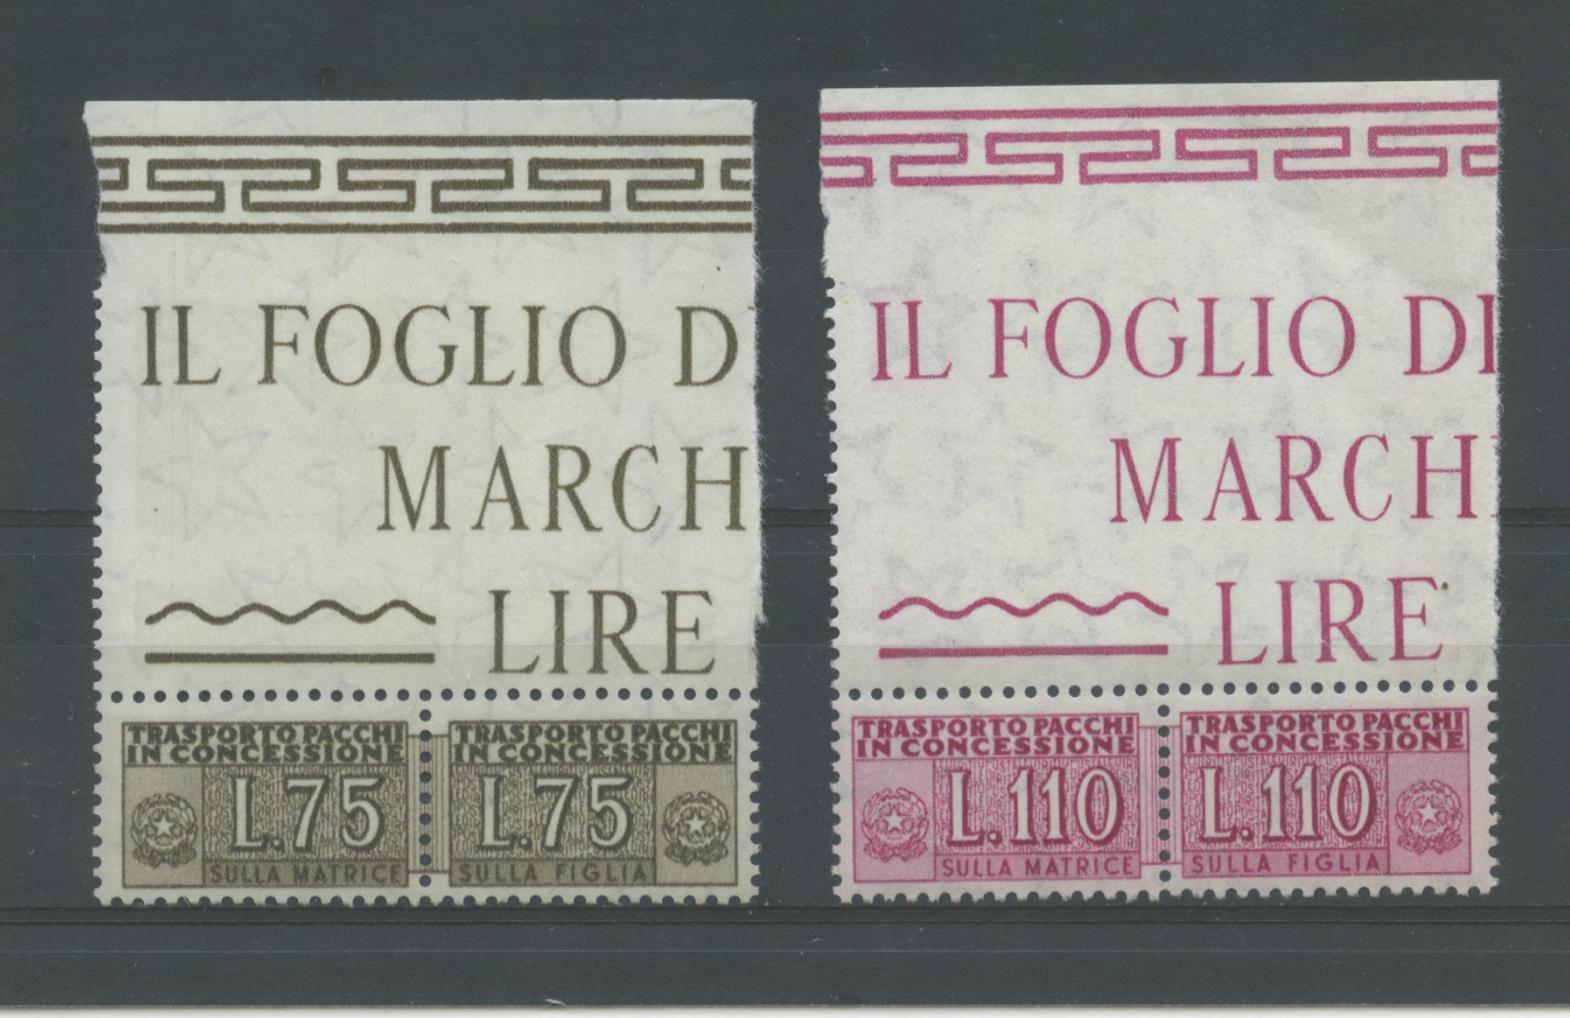 IL FOGLIO D
MARCH
LIRE
TRASPORTO PACCHI
IN CONCESSIONE
L.75
SULLA MATRICE
TRASPORTO PACCHI
IN CONCESSIONE
L.75
SULLA FIGLIA
IL FOGLIO DI
MARCH
LIRE
TRASPORTO PACCHI
IN CONCESSIONE
L.110
SULLA MATRICE
TRASPORTO PACCHI
IN CONCESSIONE
L.110
SULLA FIGLIA